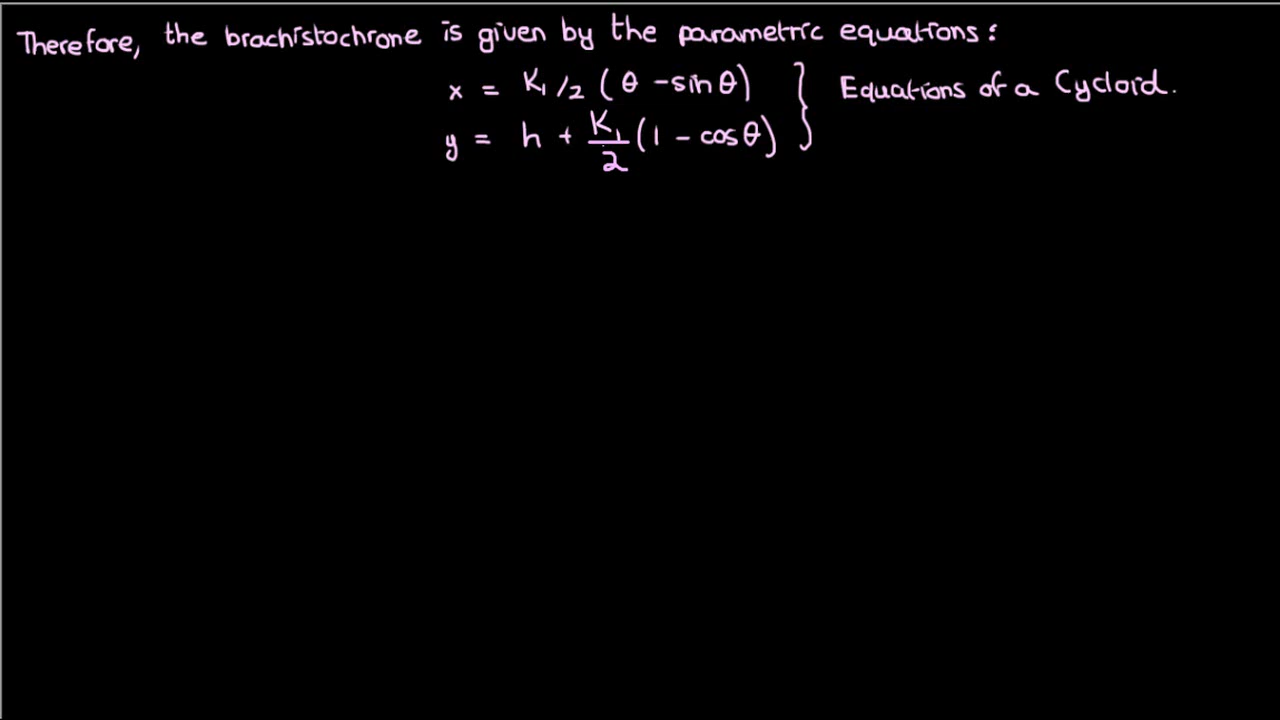 Therefore, the brachistochrone is given by the parametric equations:
x = K₁/2 (θ - sinθ) } Equations of a Cycloid.
y = h + K₁/2 (1 - cosθ)